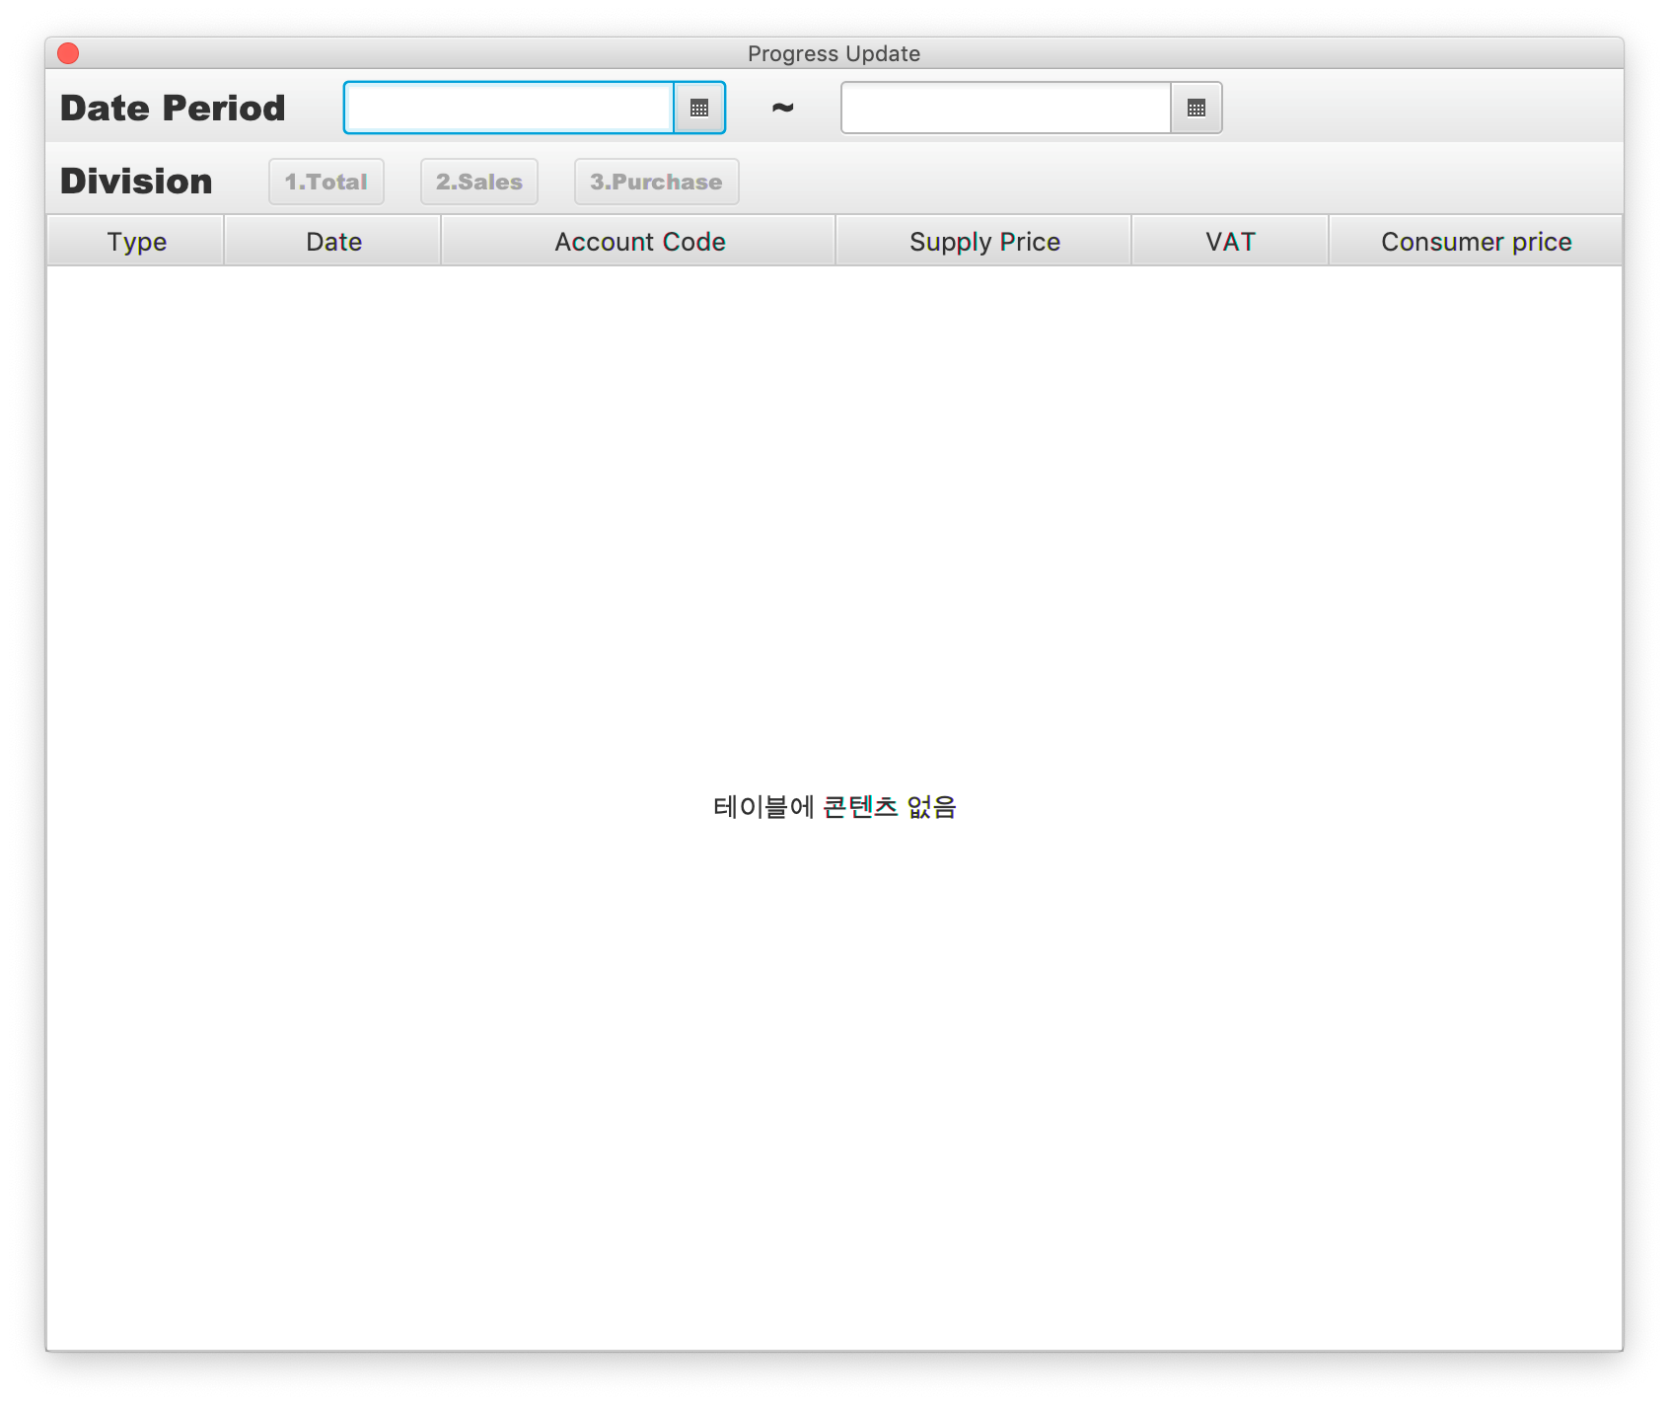 Progress Update
Date Period ~
Division 1.Total 2.Sales 3.Purchase
Type Date Account Code Supply Price VAT Consumer price
테이블에 콘텐츠 없음